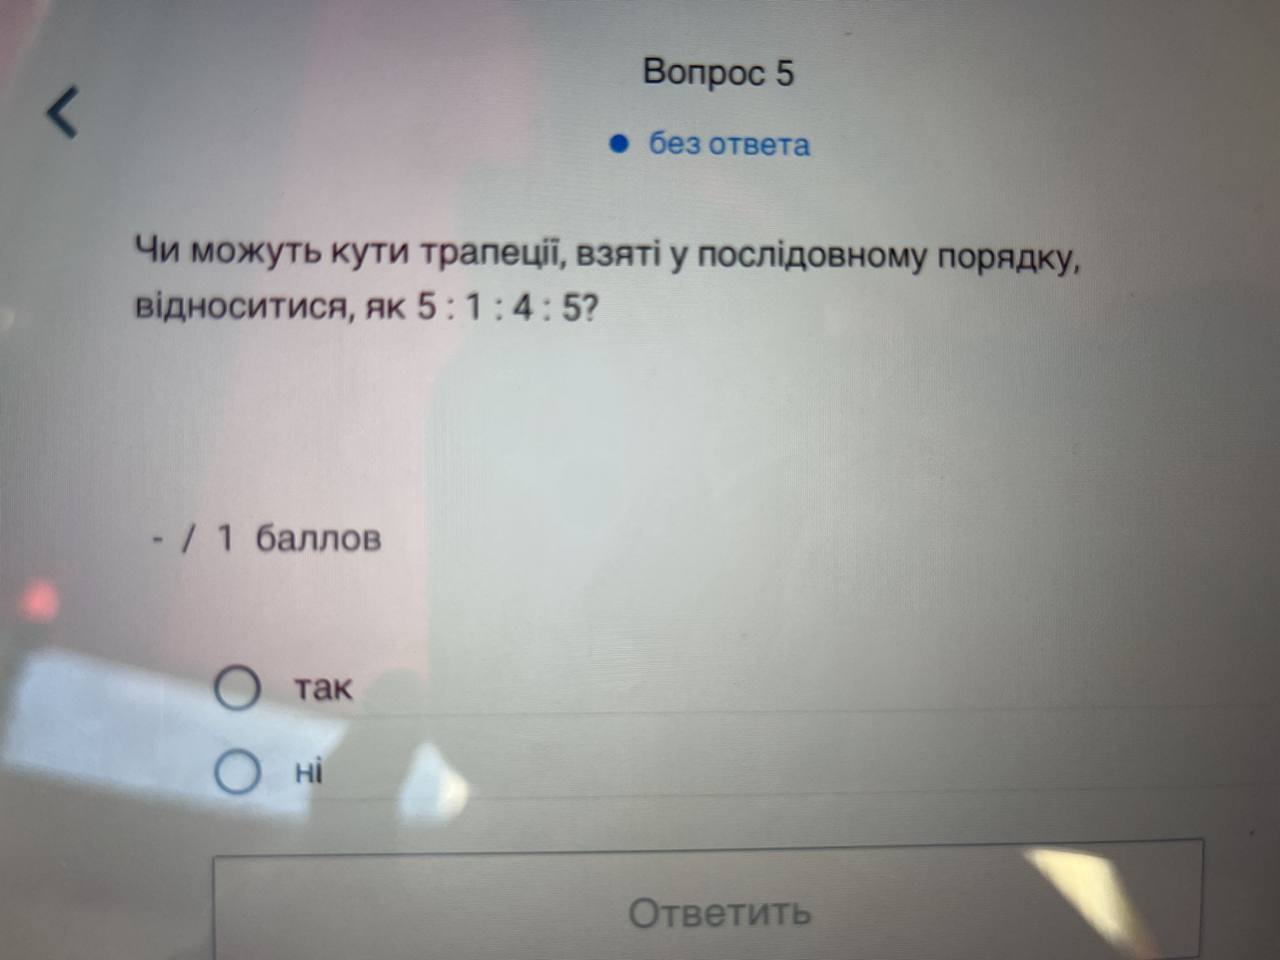 Вопрос 5
без ответа
Чи можуть кути трапеції, взяті у послідовному порядку,
відноситися, як 5 : 1 : 4 : 5?
- / 1 баллов
так
ні
Ответить